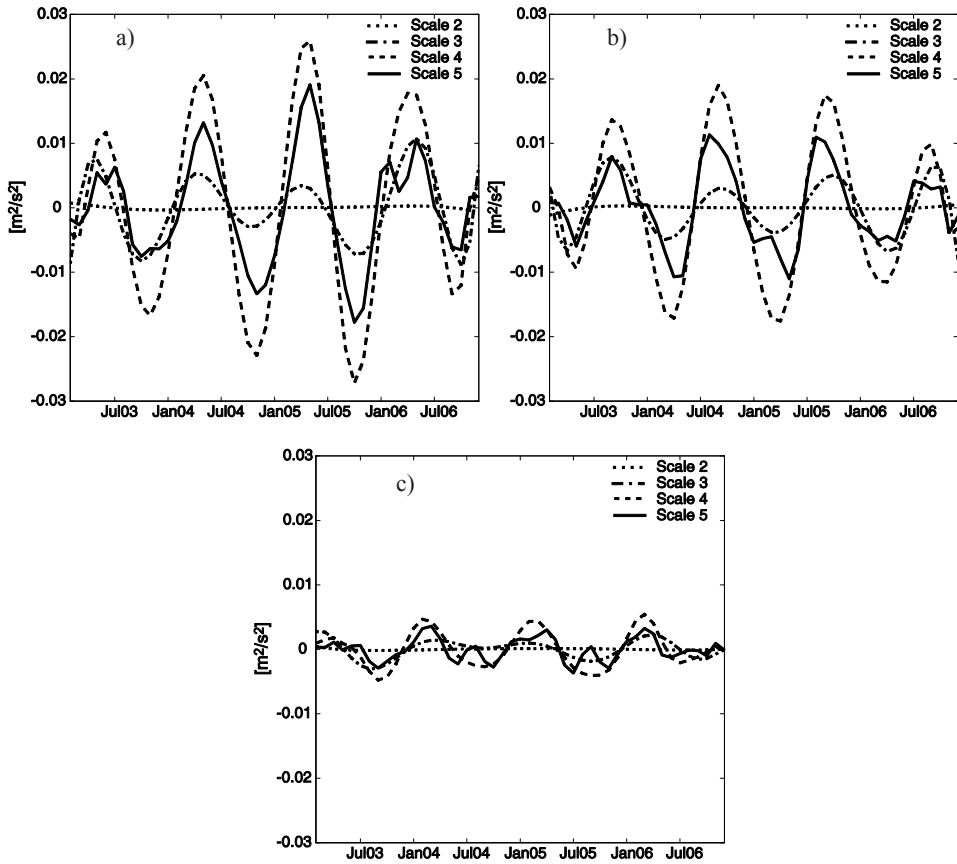 a)
Scale 2
Scale 3
Scale 4
Scale 5
0.03
0.02
0.01
0
-0.01
-0.02
-0.03
[m²/s²]
Jul03 Jan04 Jul04 Jan05 Jul05 Jan06 Jul06
b)
Scale 2
Scale 3
Scale 4
Scale 5
0.03
0.02
0.01
0
-0.01
-0.02
-0.03
[m²/s²]
Jul03 Jan04 Jul04 Jan05 Jul05 Jan06 Jul06
c)
Scale 2
Scale 3
Scale 4
Scale 5
0.03
0.02
0.01
0
-0.01
-0.02
-0.03
[m²/s²]
Jul03 Jan04 Jul04 Jan05 Jul05 Jan06 Jul06